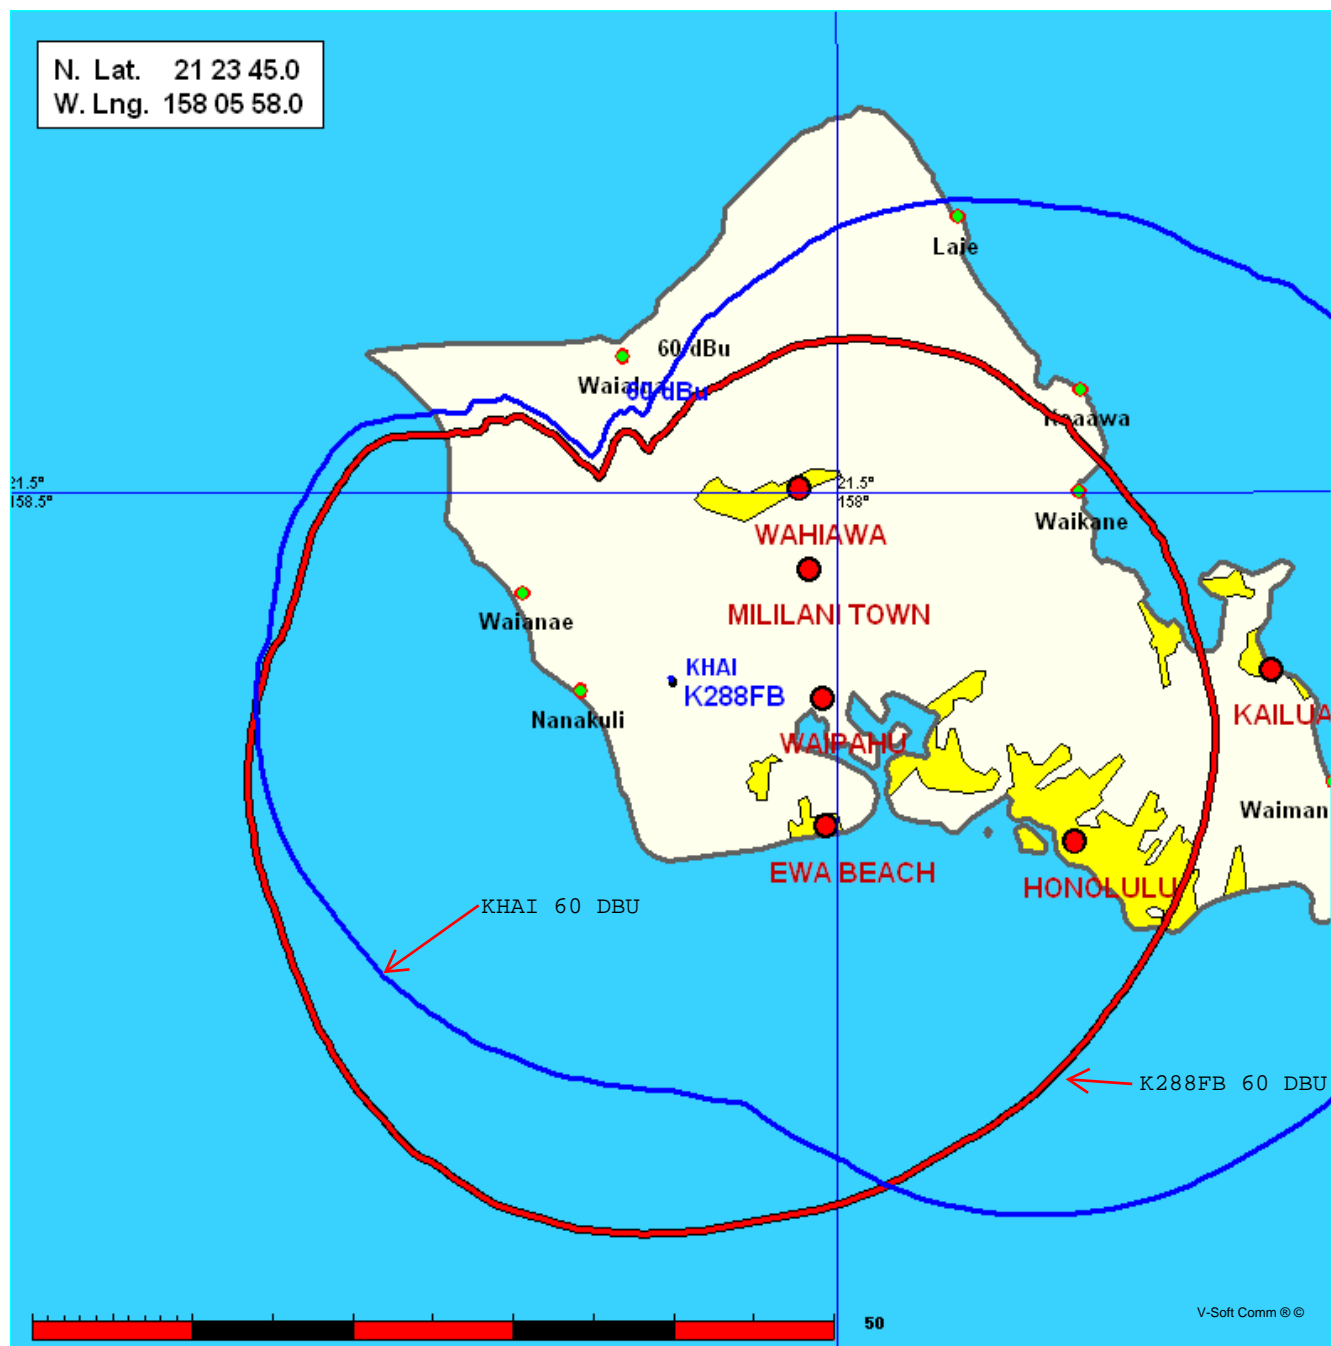 N. Lat. 21 23 45.0
W. Lng. 158 05 58.0
Laie
60 dBu
Waialua
60 dBu
Kaaawa
21.5°
158.5°
21.5°
158°
Waikane
WAHIAWA
MILILANI TOWN
Waianae
KHAI
K288FB
Nanakuli
KAILUA
WAIPAHU
Waiman
EWA BEACH
HONOLULU
KHAI 60 DBU
K288FB 60 DBU
V-Soft Comm ® ©
50